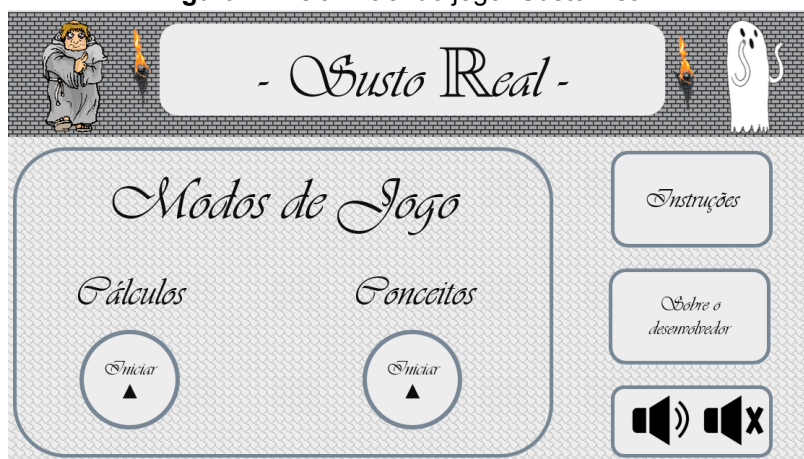 - Susto ℝeal -
Modos de Jogo
Cálculos
Conceitos
Iniciar
Iniciar
Instruções
Sobre o
desenvolvedor